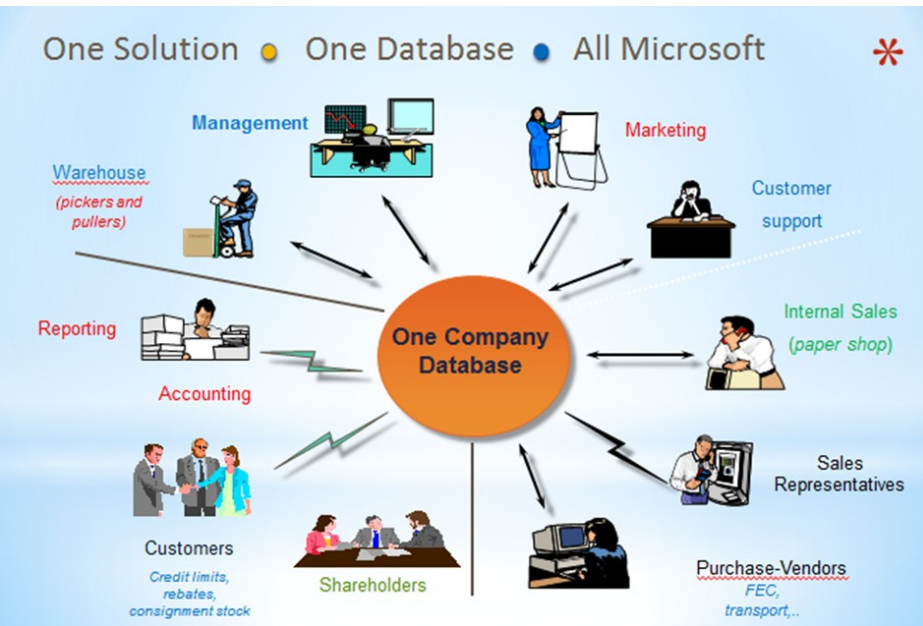 One Solution • One Database • All Microsoft *
Management
Marketing
Warehouse
(pickers and
pullers)
Customer
support
Reporting
One Company
Database
Internal Sales
(paper shop)
Accounting
Sales
Representatives
Customers
Credit limits,
rebates,
consignment stock
Shareholders
Purchase-Vendors
FEC,
transport,..